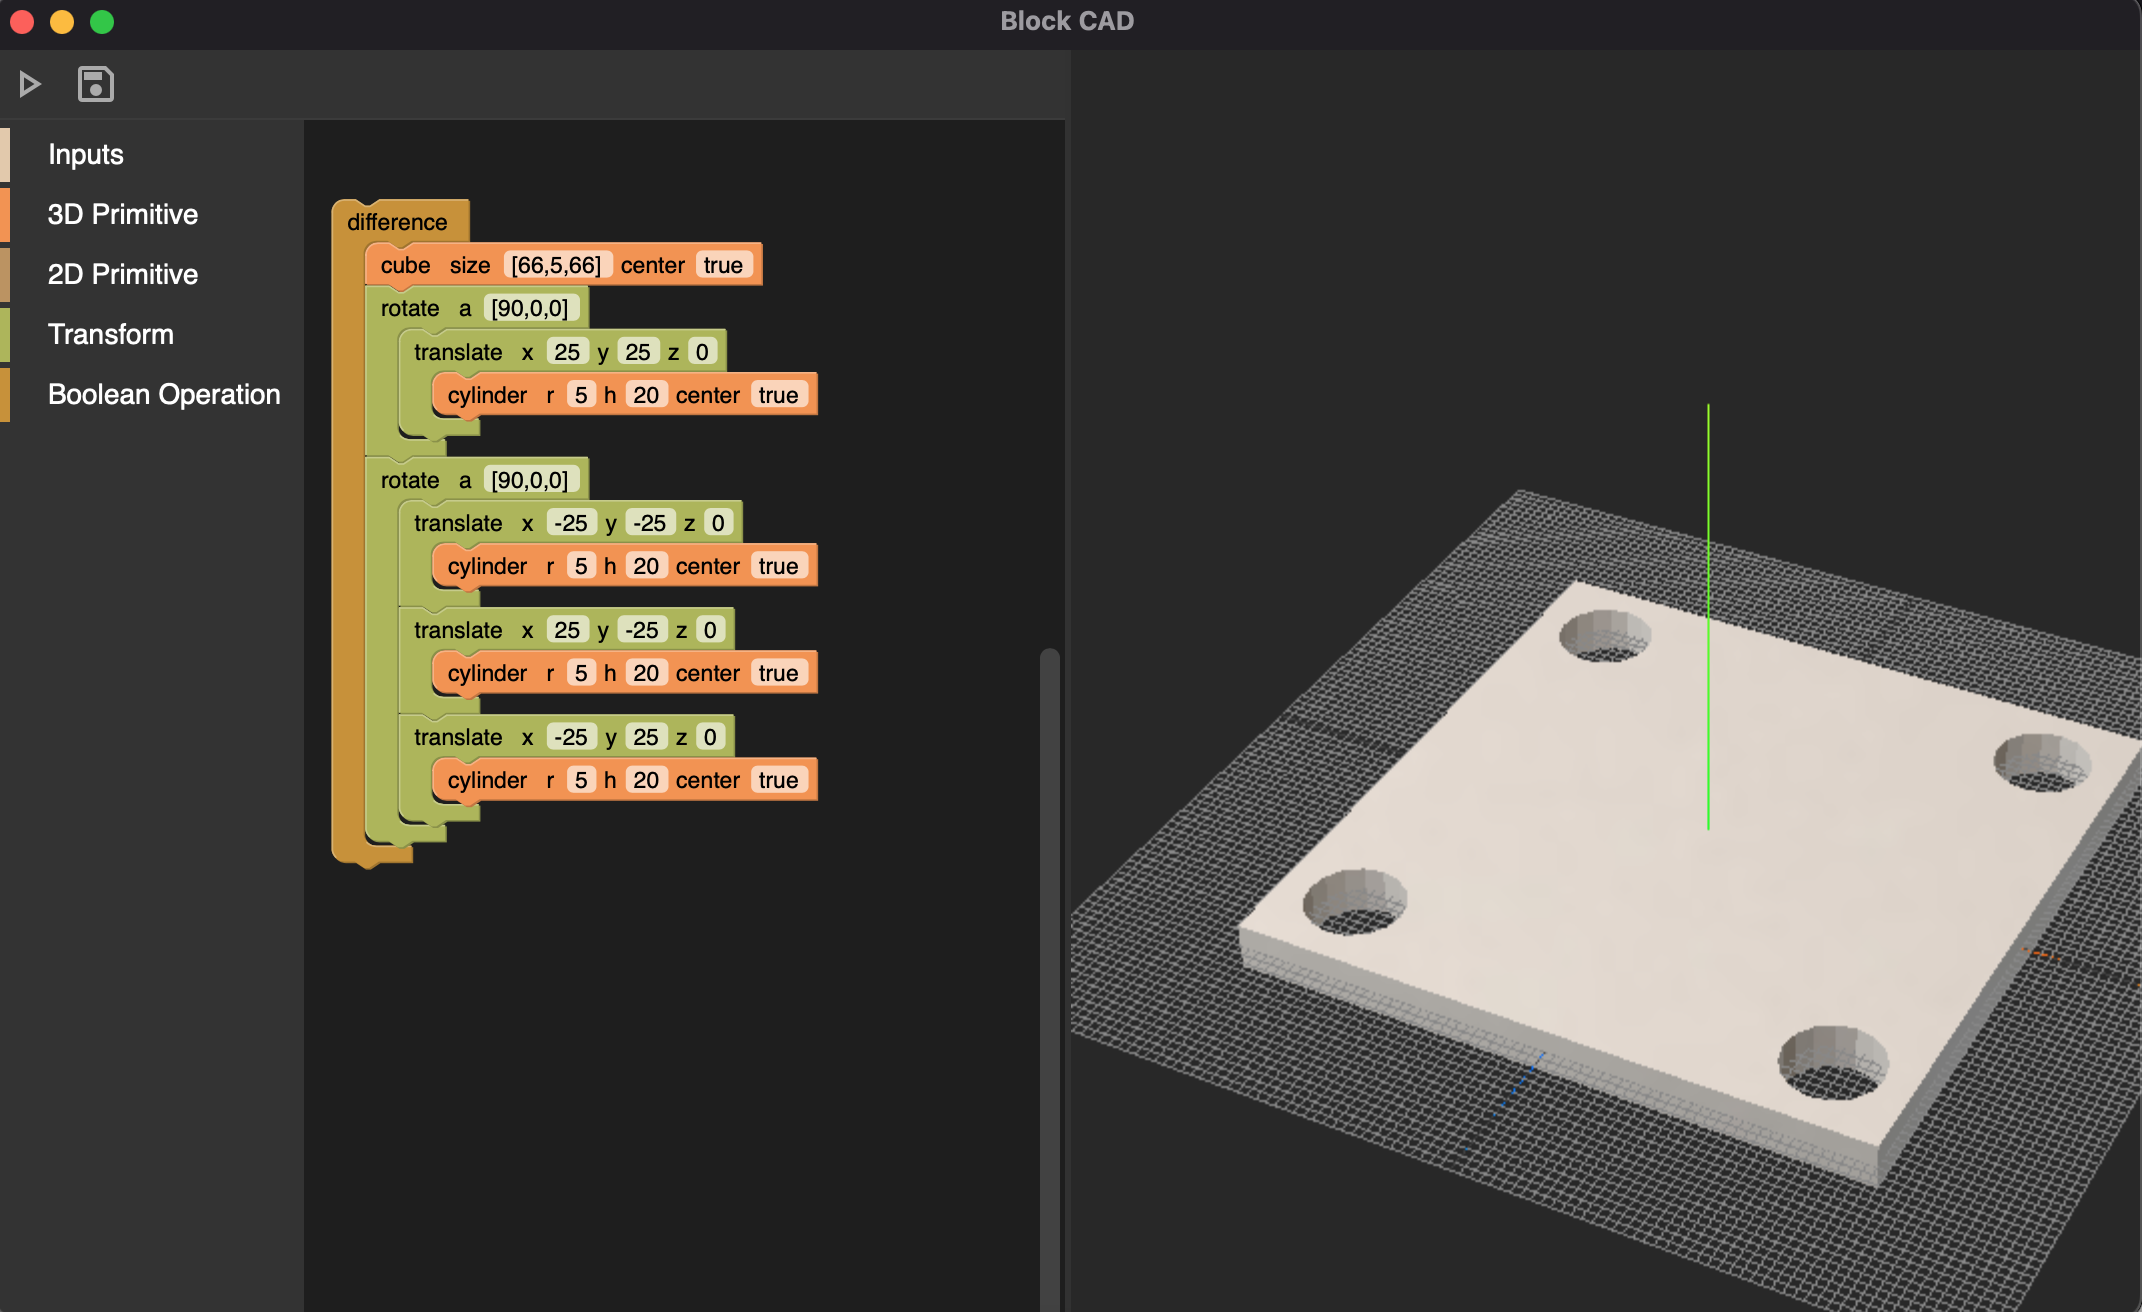 Block CAD
Inputs
3D Primitive
2D Primitive
Transform
Boolean Operation
difference
cube size [66,5,66] center true
rotate a [90,0,0]
translate x 25 y 25 z 0
cylinder r 5 h 20 center true
rotate a [90,0,0]
translate x -25 y -25 z 0
cylinder r 5 h 20 center true
translate x 25 y -25 z 0
cylinder r 5 h 20 center true
translate x -25 y 25 z 0
cylinder r 5 h 20 center true